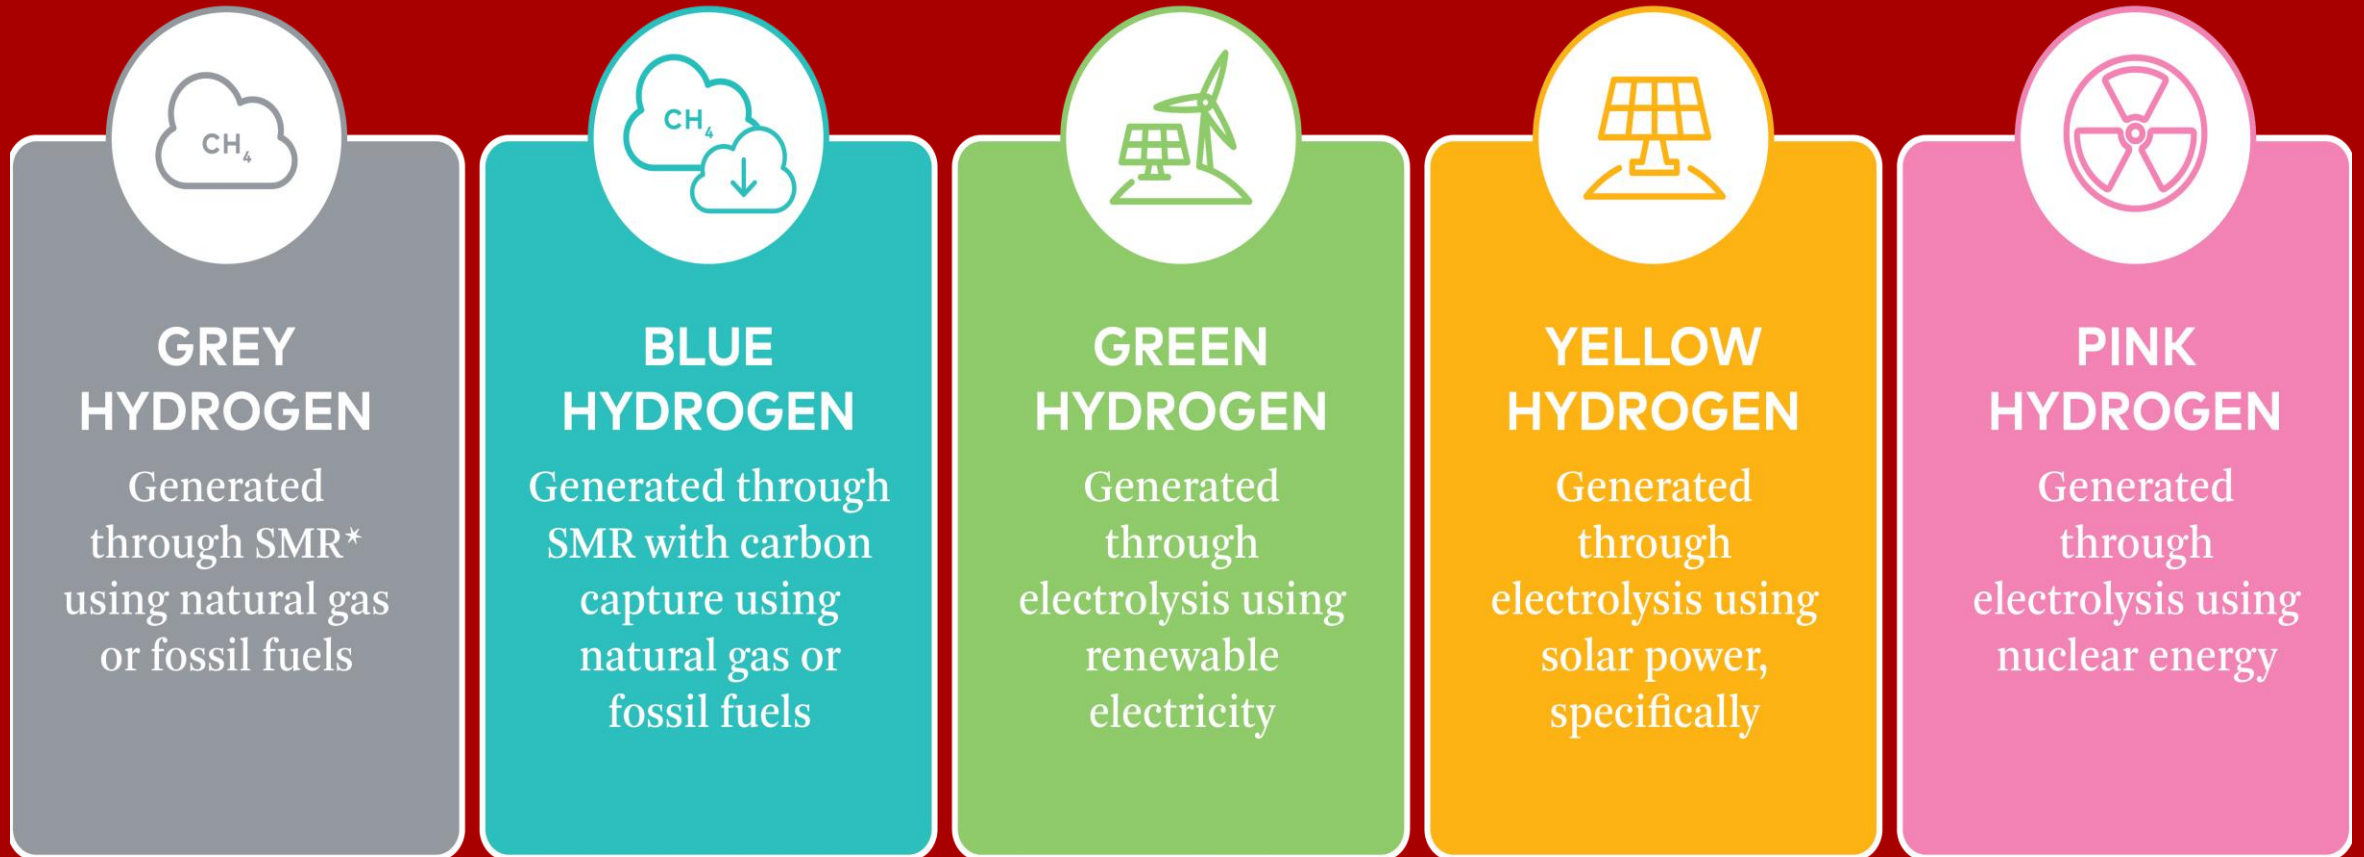 CH₄
GREY
HYDROGEN
Generated
through SMR*
using natural gas
or fossil fuels
CH₄
BLUE
HYDROGEN
Generated through
SMR with carbon
capture using
natural gas or
fossil fuels
GREEN
HYDROGEN
Generated
through
electrolysis using
renewable
electricity
YELLOW
HYDROGEN
Generated
through
electrolysis using
solar power,
specifically
PINK
HYDROGEN
Generated
through
electrolysis using
nuclear energy